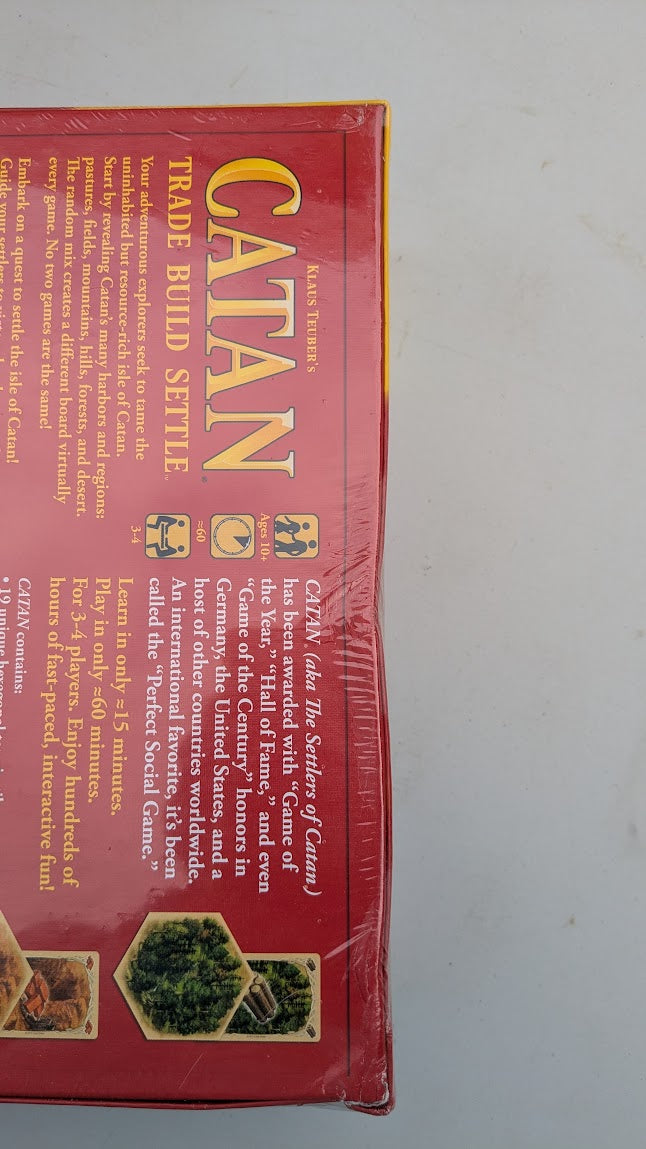 KLAUS TEUBER'S
CATAN®
TRADE BUILD SETTLE
Your adventurous explorers seek to tame the
uninhabited but resource-rich isle of Catan.
Start by revealing Catan's many harbors and regions:
pastures, fields, mountains, hills, forests, and desert.
The random mix creates a different board virtually
every game. No two games are the same!
Embark on a quest to settle the isle of Catan!
Guide your settlers to
Ages 10+
≈60
3-4
CATAN (aka The Settlers of Catan)
has been awarded with “Game of
the Year,” “Hall of Fame,” and even
“Game of the Century” honors in
Germany, the United States, and a
host of other countries worldwide.
An international favorite, it's been
called the “Perfect Social Game.”
Learn in only ≈15 minutes.
Play in only ≈60 minutes.
For 3-4 players. Enjoy hundreds of
hours of fast-paced, interactive fun!
CATAN contains:
• 19 unique